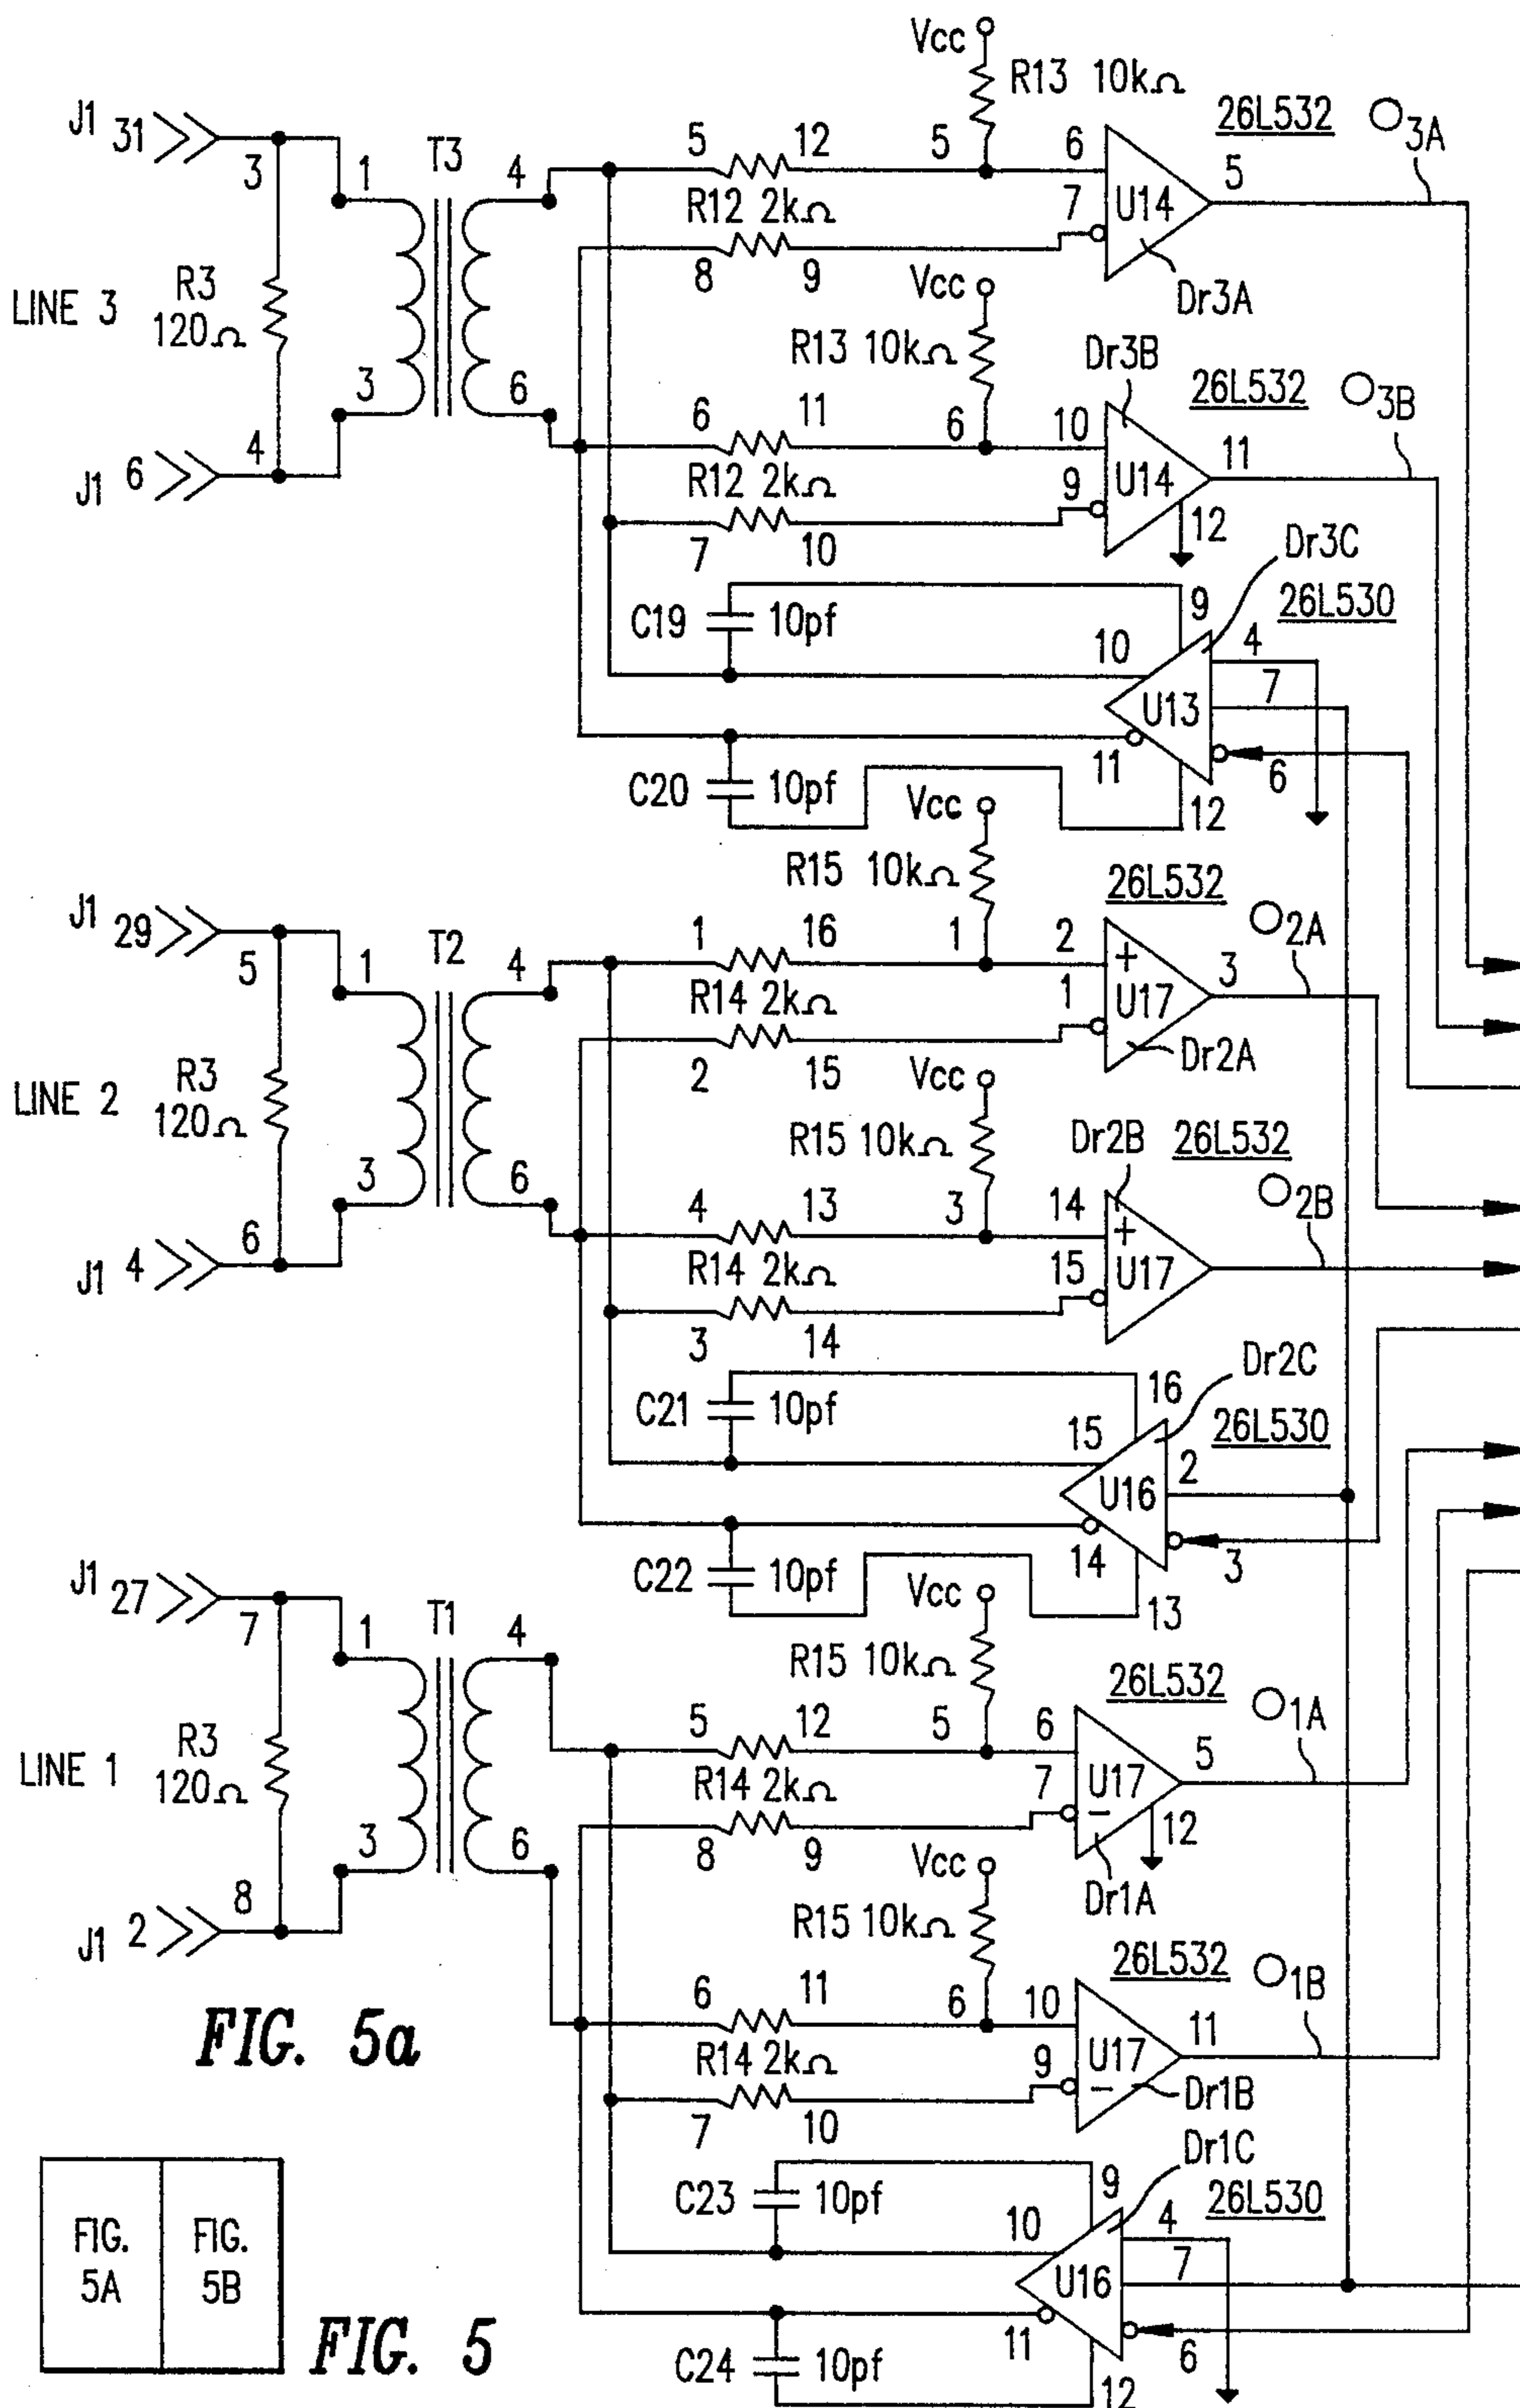 Vcc
R13 10kΩ
J1 31
3
1
T3
4
5
12
5
6
26L532
O3A
5
R12 2kΩ
7
U14
8
9
Vcc
Dr3A
LINE 3
R3
120Ω
R13 10kΩ
Dr3B
26L532
O3B
3
6
6
11
6
10
11
4
J1 6
R12 2kΩ
9
U14
12
7
10
Dr3C
26L530
9
C19
10pf
10
4
7
U13
11
6
C20
10pf
12
Vcc
R15 10kΩ
26L532
J1 29
5
1
T2
4
1
16
1
2
+
O2A
3
R14 2kΩ
1
U17
2
15
Dr2A
Vcc
LINE 2
R3
120Ω
R15 10kΩ
Dr2B
26L532
O2B
3
6
4
13
3
14
+
6
J1 4
R14 2kΩ
15
U17
3
14
Dr2C
16
26L530
C21
10pf
15
2
U16
14
3
C22
10pf
13
Vcc
J1 27
7
1
T1
4
R15 10kΩ
26L532
O1A
5
12
5
6
5
LINE 1
R3
120Ω
R14 2kΩ
7
U17
-
12
3
6
8
9
Vcc
Dr1A
8
J1 2
R15 10kΩ
26L532
O1B
6
11
6
10
11
FIG. 5a
R14 2kΩ
9
U17
-
Dr1B
7
10
Dr1C
9
26L530
C23
10pf
10
4
7
FIG. 5A
FIG. 5B
U16
11
6
FIG. 5
C24
10pf
12